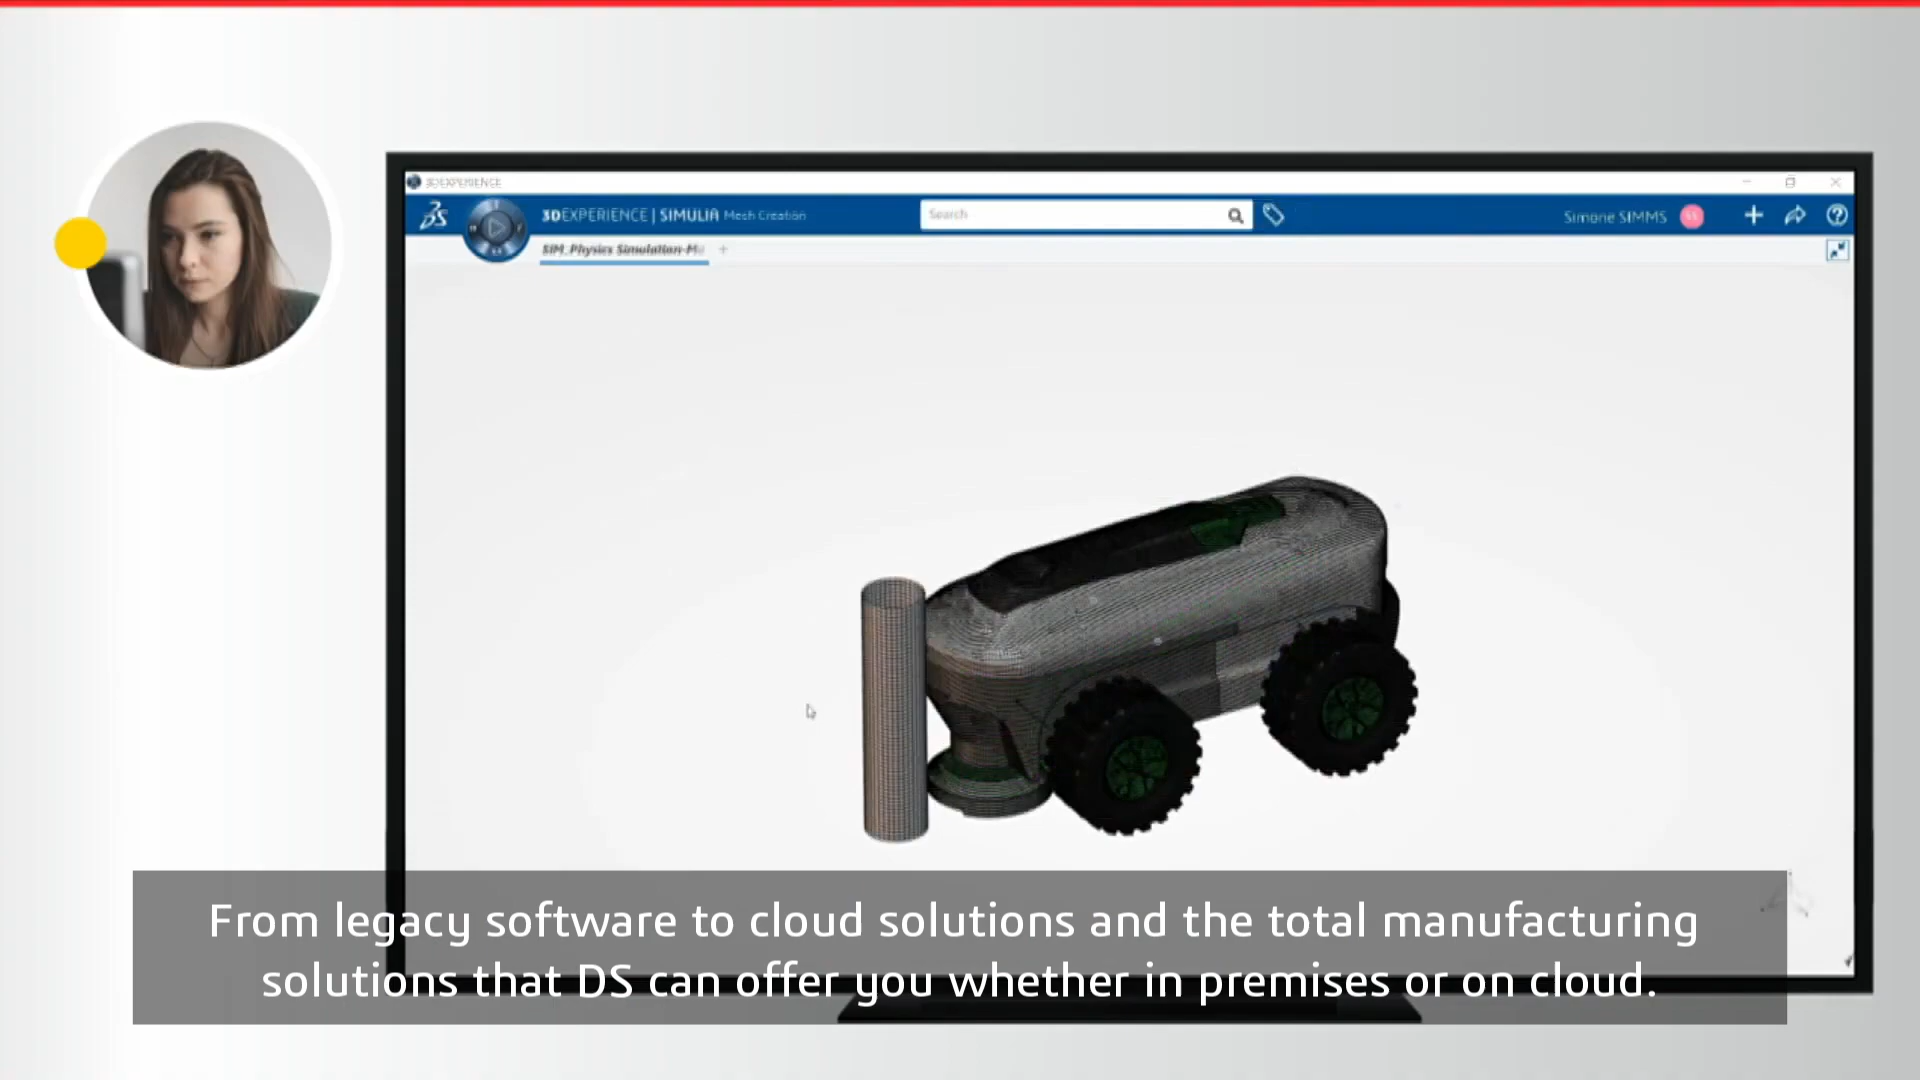 3DEXPERIENCE
3DEXPERIENCE | SIMULIA Mesh Creation
Search
Simone SIMMS
SIM_Physics Simulation-M
From legacy software to cloud solutions and the total manufacturing
solutions that DS can offer you whether in premises or on cloud.